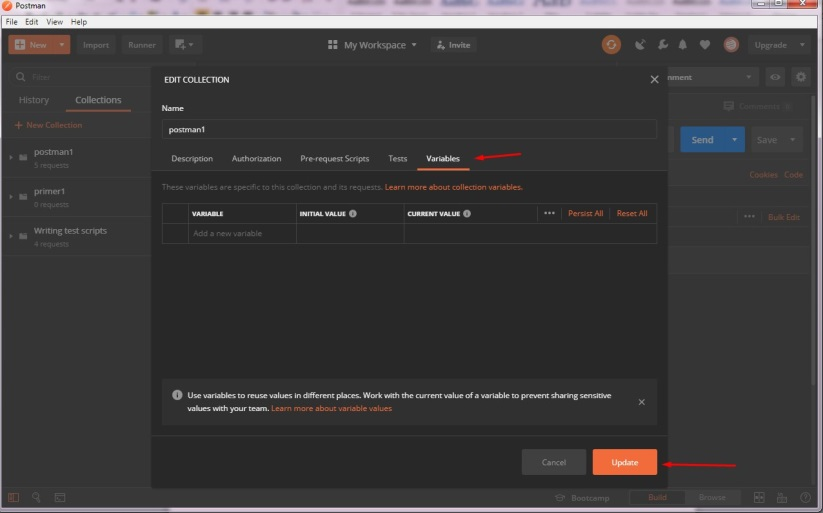 Postman
File Edit View Help
New Import Runner My Workspace Invite Upgrade
Filter
History Collections
+ New Collection
postman1
5 requests
primer1
0 requests
Writing test scripts
4 requests
EDIT COLLECTION
Name
postman1
Description Authorization Pre-request Scripts Tests Variables
These variables are specific to this collection and its requests. Learn more about collection variables.
VARIABLE INITIAL VALUE CURRENT VALUE Persist All Reset All
Add a new variable
Use variables to reuse values in different places. Work with the current value of a variable to prevent sharing sensitive
values with your team. Learn more about variable values
Cancel Update
nment
Comments 0
Send Save
Cookies Code
Bulk Edit
Bootcamp Build Browse